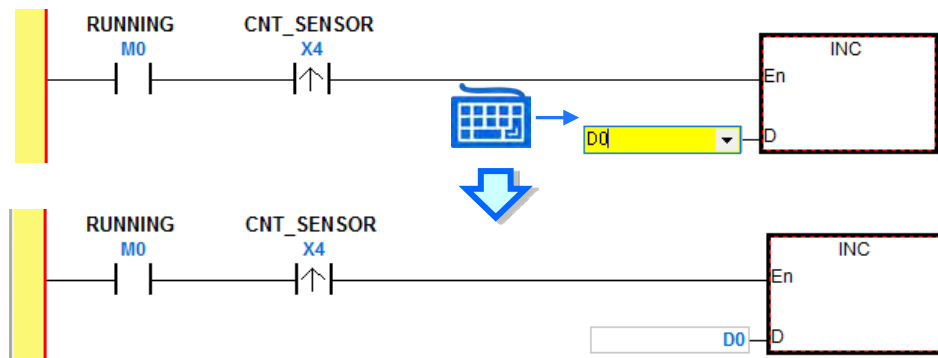 RUNNING CNT_SENSOR
M0 X4 INC
En
D0 D
RUNNING CNT_SENSOR
M0 X4 INC
En
D0 D